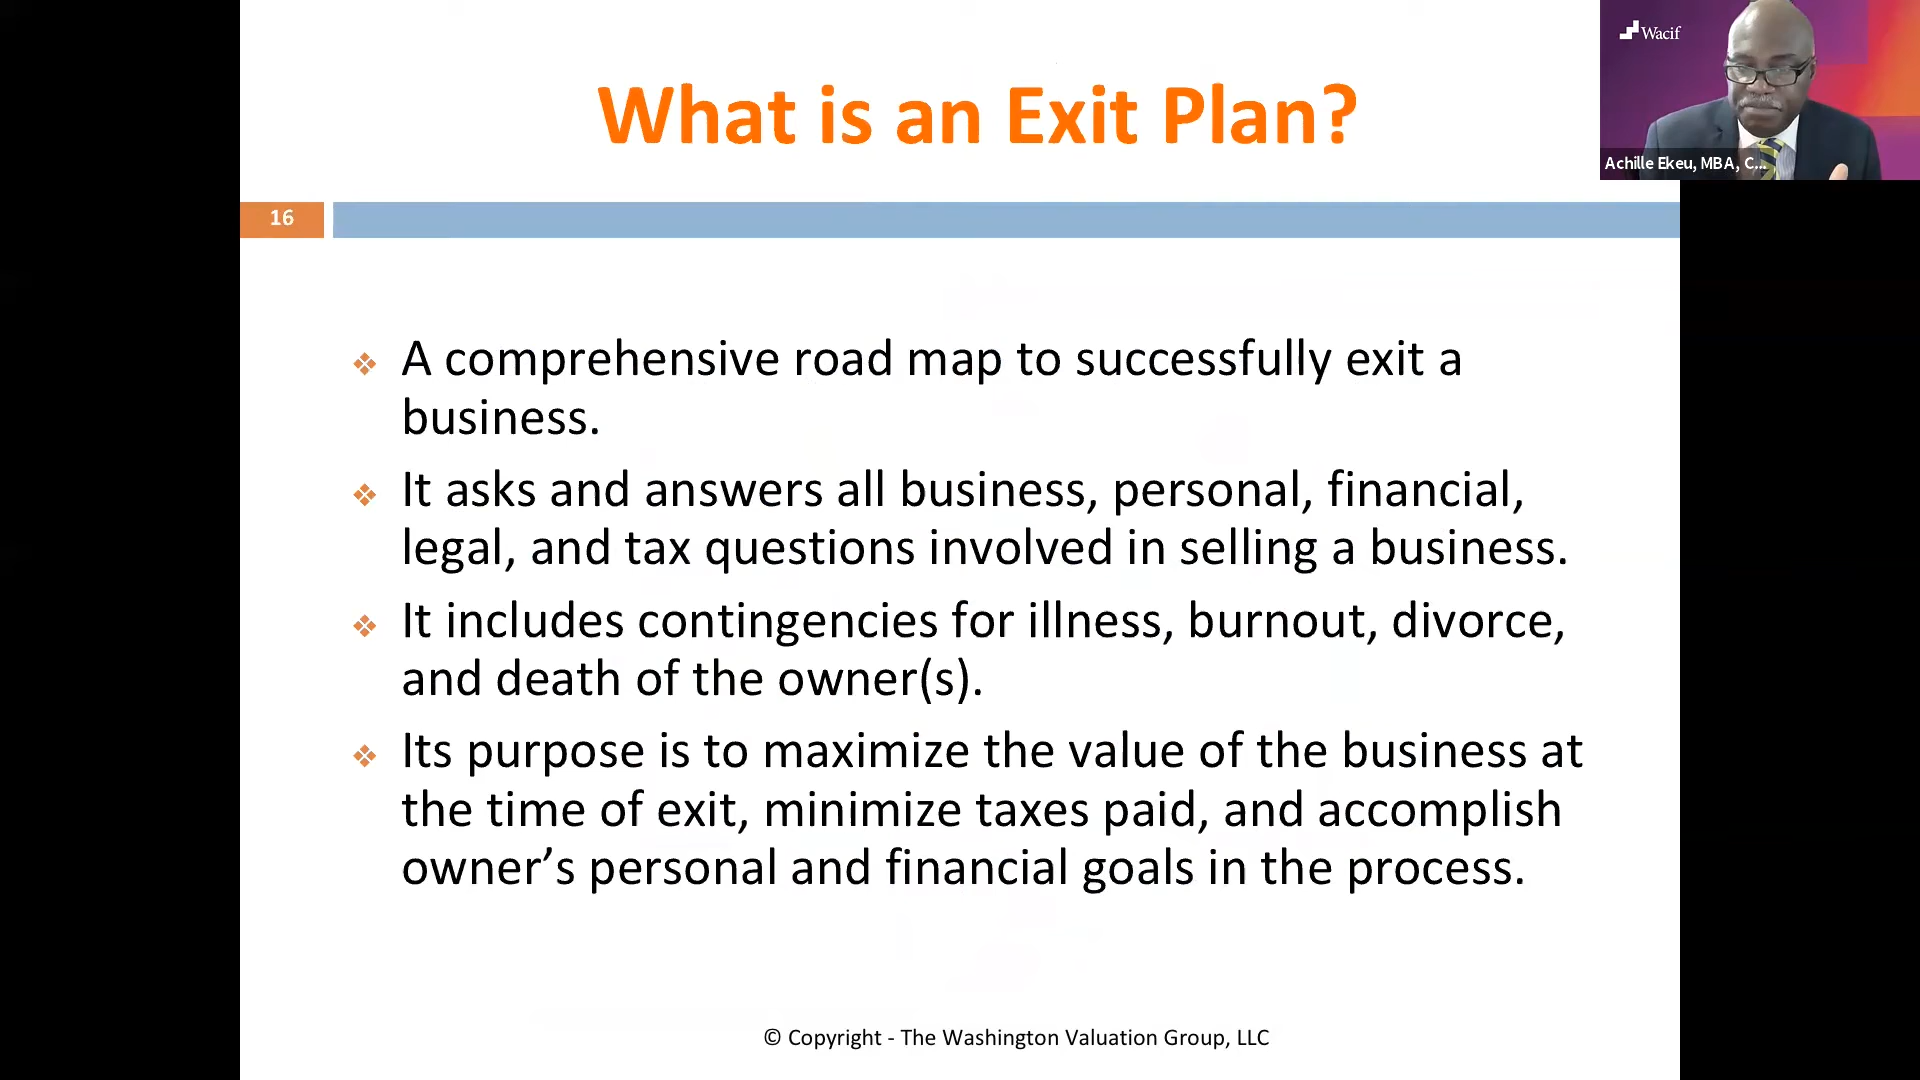 What is an Exit Plan?
Wacif
Achille Ekeu, MBA, C...
16
❖ A comprehensive road map to successfully exit a
business.
❖ It asks and answers all business, personal, financial,
legal, and tax questions involved in selling a business.
❖ It includes contingencies for illness, burnout, divorce,
and death of the owner(s).
❖ Its purpose is to maximize the value of the business at
the time of exit, minimize taxes paid, and accomplish
owner’s personal and financial goals in the process.
© Copyright - The Washington Valuation Group, LLC